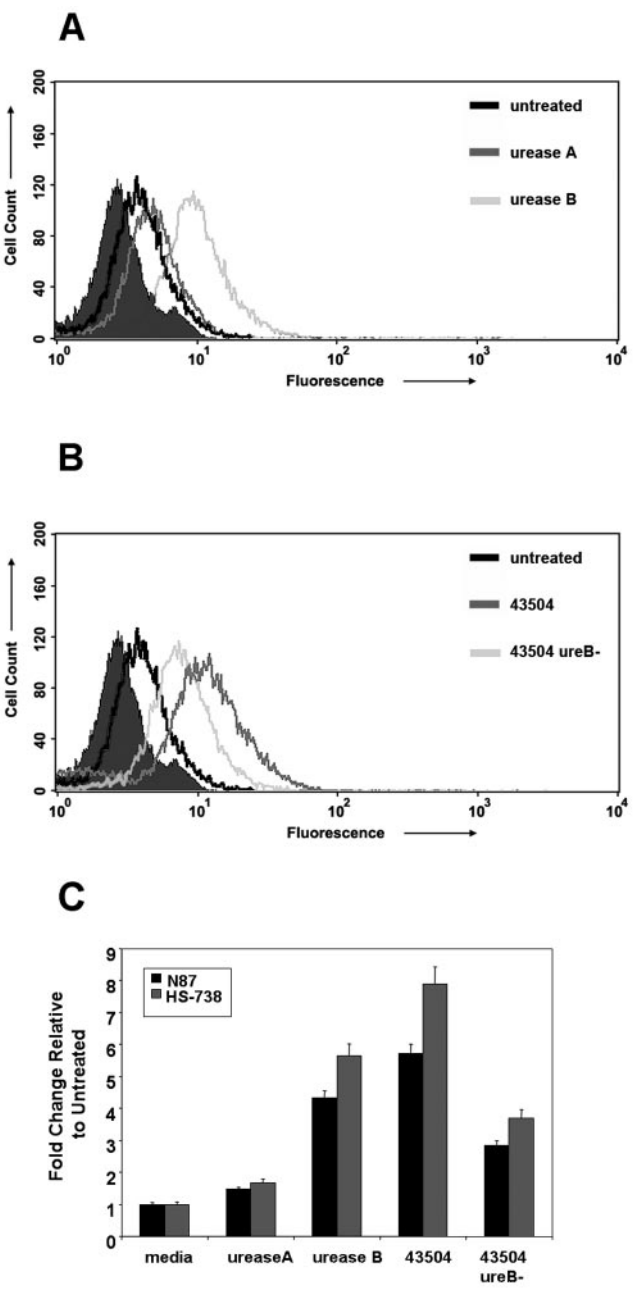 A
200
160
120
80
40
0
Cell Count
untreated
urease A
urease B
10^0 10^1 10^2 10^3 10^4
Fluorescence
B
200
160
120
80
40
0
Cell Count
untreated
43504
43504 ureB-
10^0 10^1 10^2 10^3 10^4
Fluorescence
C
9
8
7
6
5
4
3
2
1
0
Fold Change Relative
to Untreated
N87
HS-738
media ureaseA urease B 43504 43504
ureB-